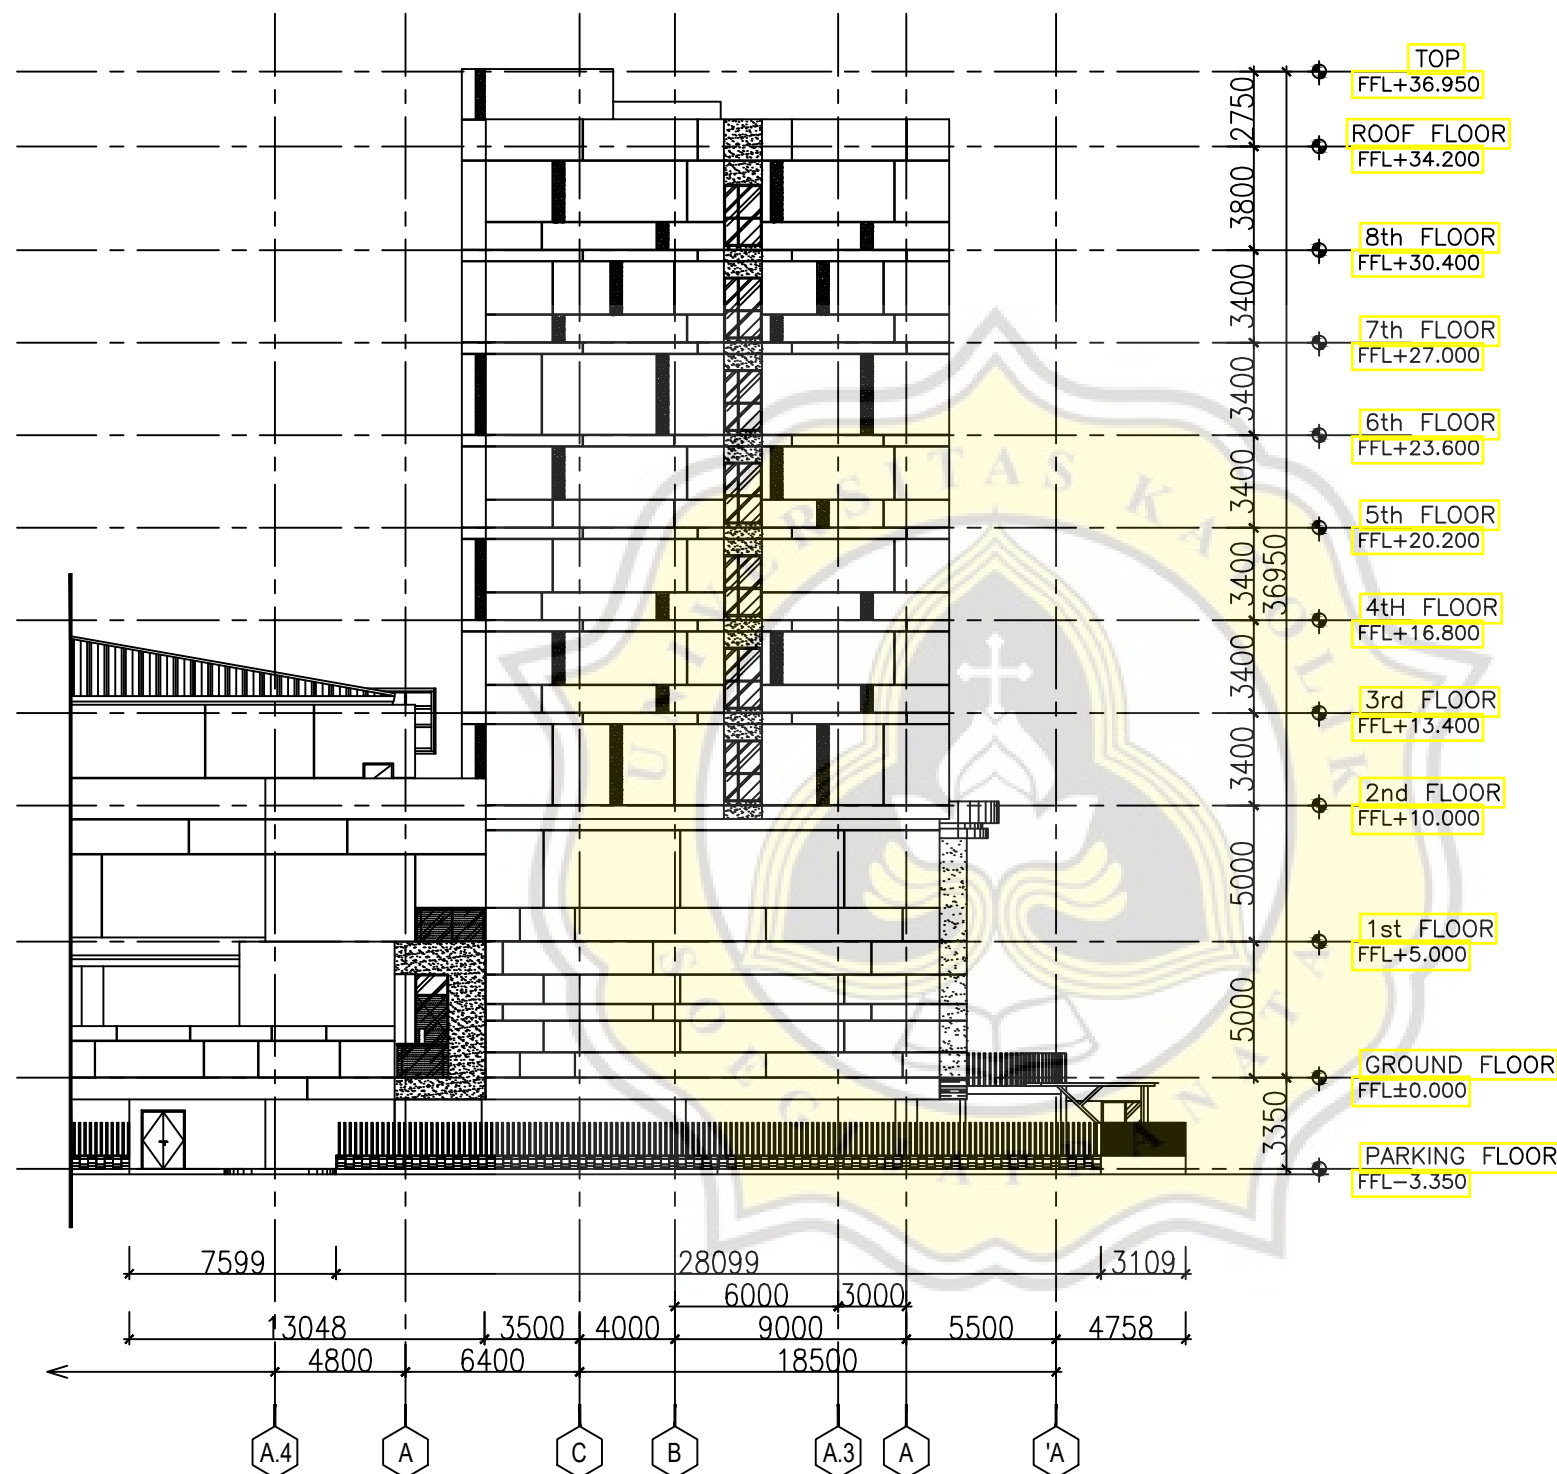 TOP
FFL+36.950
ROOF FLOOR
FFL+34.200
8th FLOOR
FFL+30.400
7th FLOOR
FFL+27.000
6th FLOOR
FFL+23.600
5th FLOOR
FFL+20.200
4tH FLOOR
FFL+16.800
3rd FLOOR
FFL+13.400
2nd FLOOR
FFL+10.000
1st FLOOR
FFL+5.000
GROUND FLOOR
FFL±0.000
PARKING FLOOR
FFL−3.350
2750
3800
3400
3400
3400
3400
3400
3400
5000
5000
36950
3350
UNIVERSITAS KATOLIK
SOEGIJAPRANATA
7599 28099 3109
6000 3000
13048 3500 4000 9000 5500 4758
4800 6400 18500
A.4 A C B A.3 A 'A